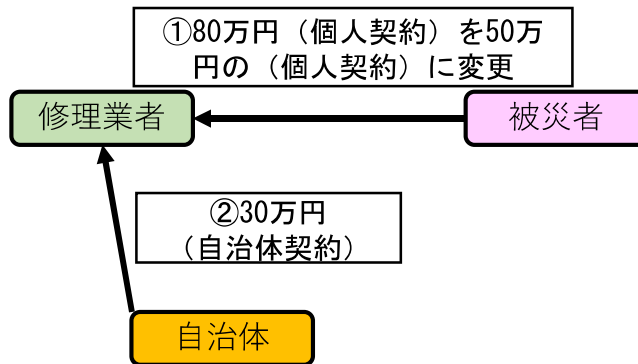 ①80万円（個人契約）を50万
円の（個人契約）に変更
修理業者
被災者
②30万円
（自治体契約）
自治体